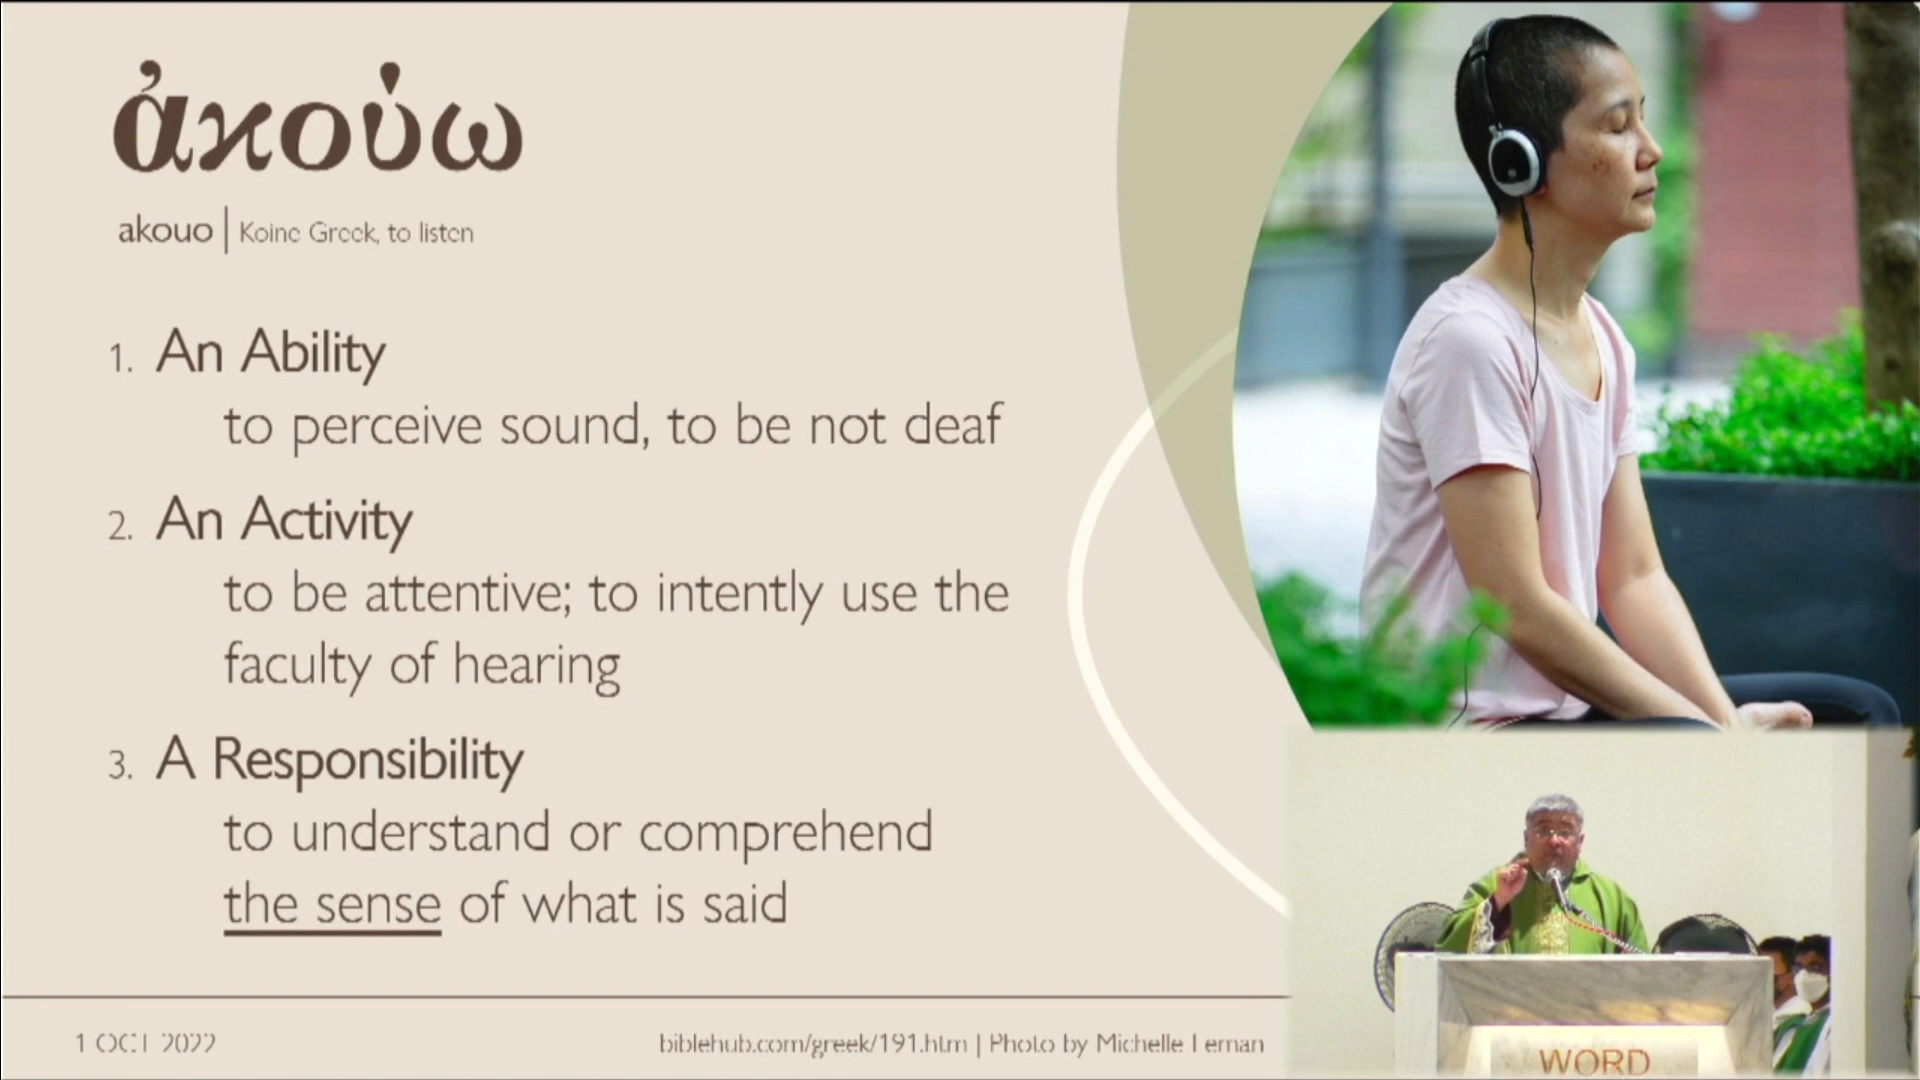 ἀκούω
akouo | Koine Greek, to listen
1. An Ability
to perceive sound, to be not deaf
2. An Activity
to be attentive; to intently use the
faculty of hearing
3. A Responsibility
to understand or comprehend
the sense of what is said
1 OCT 2022
biblehub.com/greek/191.htm | Photo by Michelle Leman
WORD